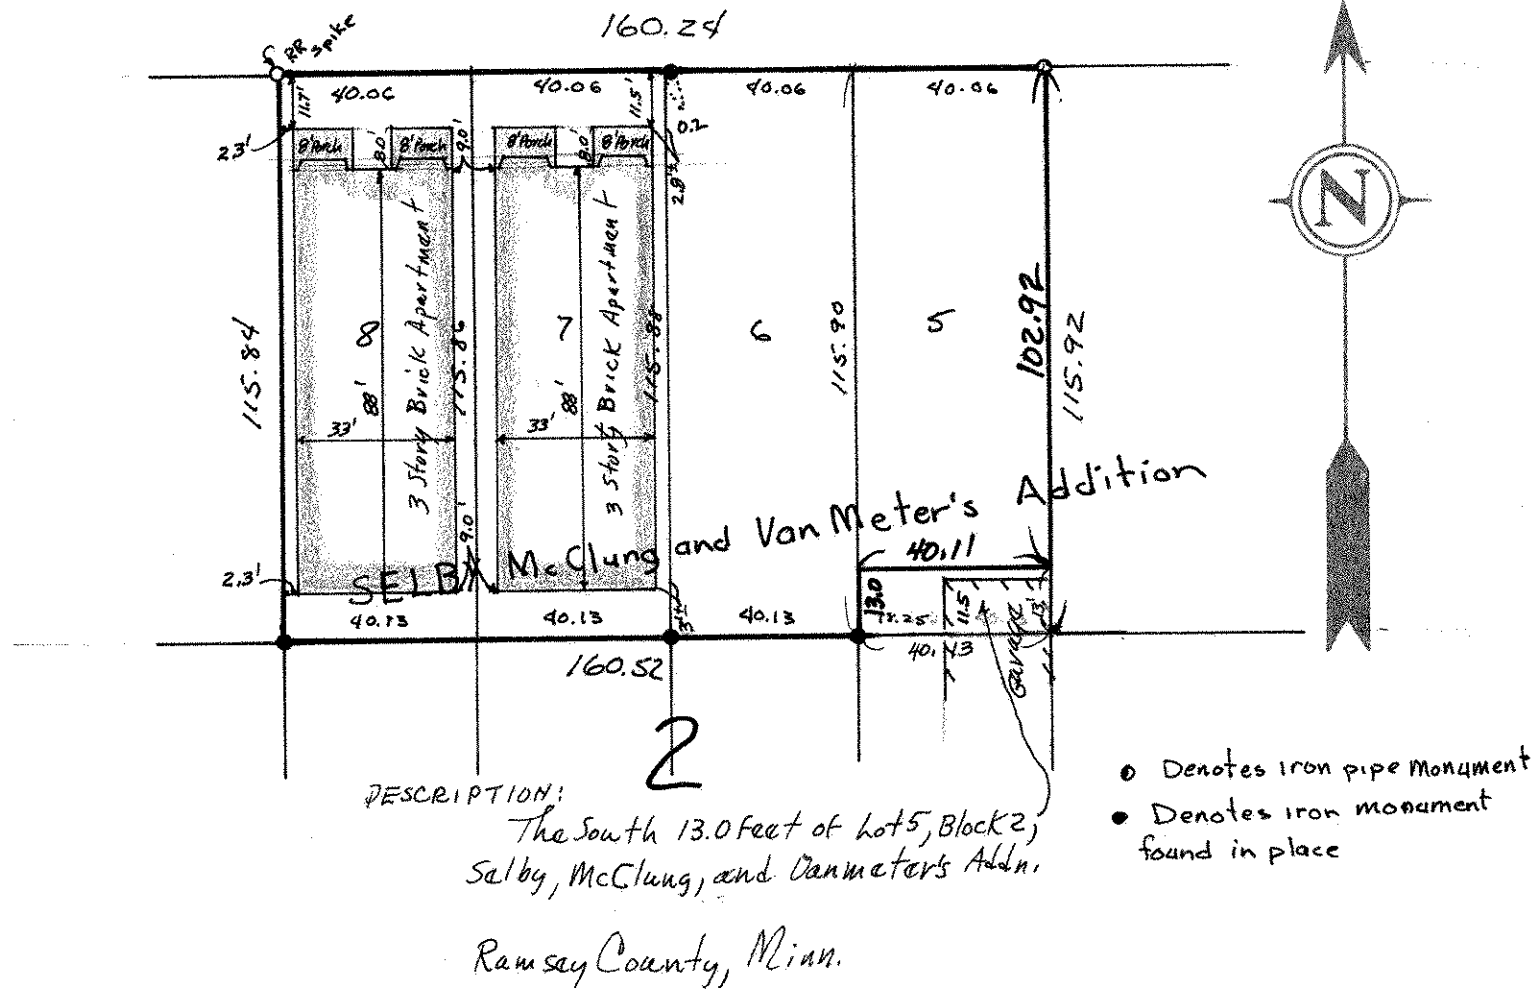 160.24
RR Spike
40.06 40.06 40.06 40.06
11.7' 11.5'
0.2
2.3' 8'Porch 8.0 8'Porch 9.0' 8'Porch 8.0 8'Porch
2.8'
115.84 8 3 Story Brick Apartment 115.86 7 3 Story Brick Apartment 115.88 6 115.90 5 102.92 115.92
88' 88'
33' 33'
N
SELB McClung and Van Meter's Addition
9.0'
40.11
2.3' 13.0 11.5 Garage 13'
40.13 40.13 3' 40.13 18.25
40.13
160.52
2
DESCRIPTION:
The South 13.0 feet of Lot 5, Block 2,
Selby, McClung, and Vanmeter's Addn.
Ramsey County, Minn.
Denotes iron pipe monument
Denotes iron monument
found in place